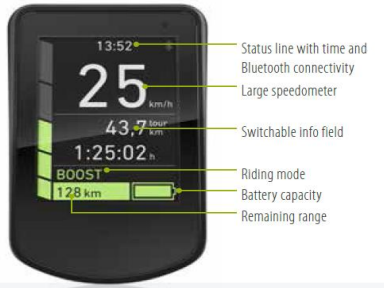 13:52
25 km/h
43,7 tour km
1:25:02 h
BOOST
128 km
Status line with time and
Bluetooth connectivity
Large speedometer
Switchable info field
Riding mode
Battery capacity
Remaining range